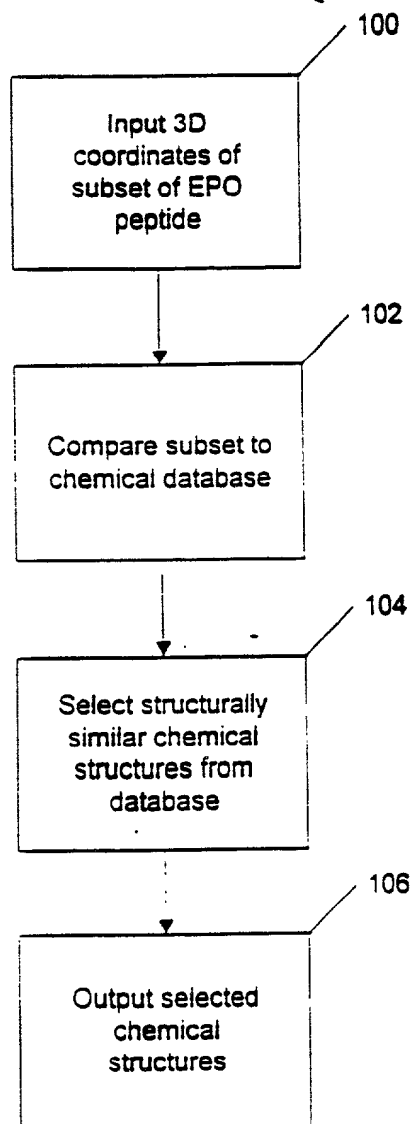 100
Input 3D
coordinates of
subset of EPO
peptide
102
Compare subset to
chemical database
104
Select structurally
similar chemical
structures from
database
106
Output selected
chemical
structures